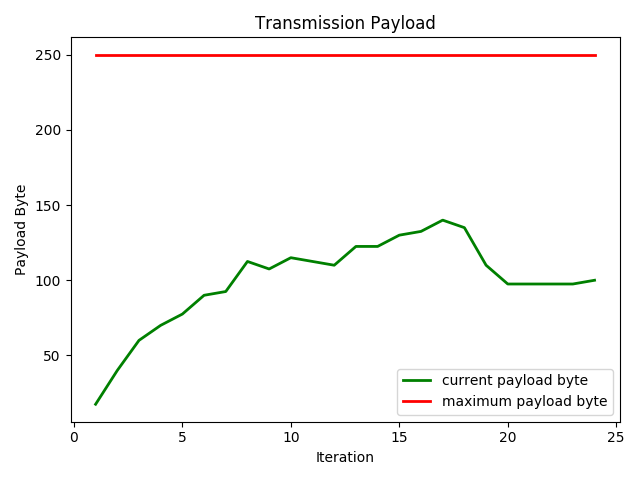 Transmission Payload
250
200
150
100
50
Payload Byte
0
5
10
15
20
25
Iteration
current payload byte
maximum payload byte